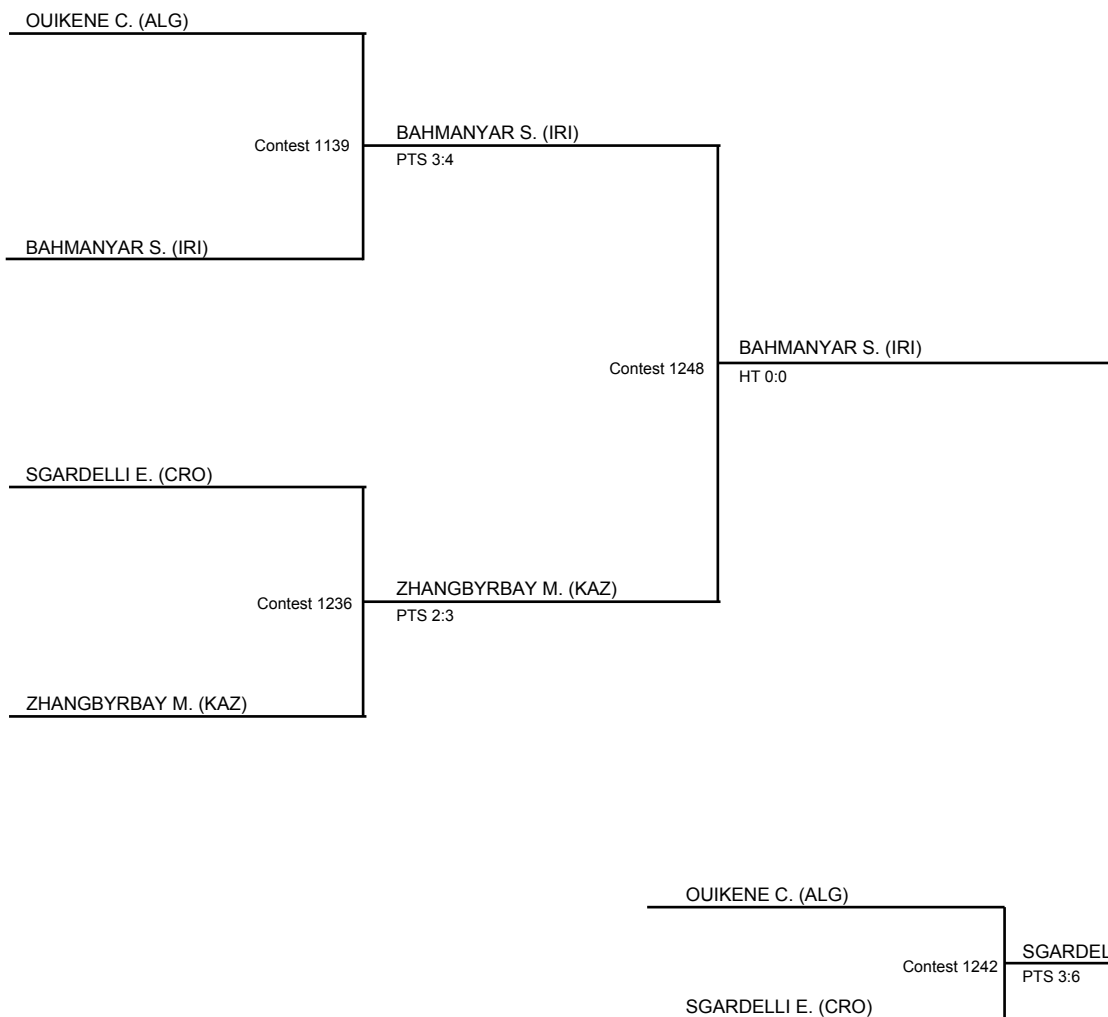 OUIKENE C. (ALG)
Contest 1139
BAHMANYAR S. (IRI)
PTS 3:4
BAHMANYAR S. (IRI)
Contest 1248
BAHMANYAR S. (IRI)
HT 0:0
SGARDELLI E. (CRO)
Contest 1236
ZHANGBYRBAY M. (KAZ)
PTS 2:3
ZHANGBYRBAY M. (KAZ)
OUIKENE C. (ALG)
Contest 1242
SGARDEL
PTS 3:6
SGARDELLI E. (CRO)